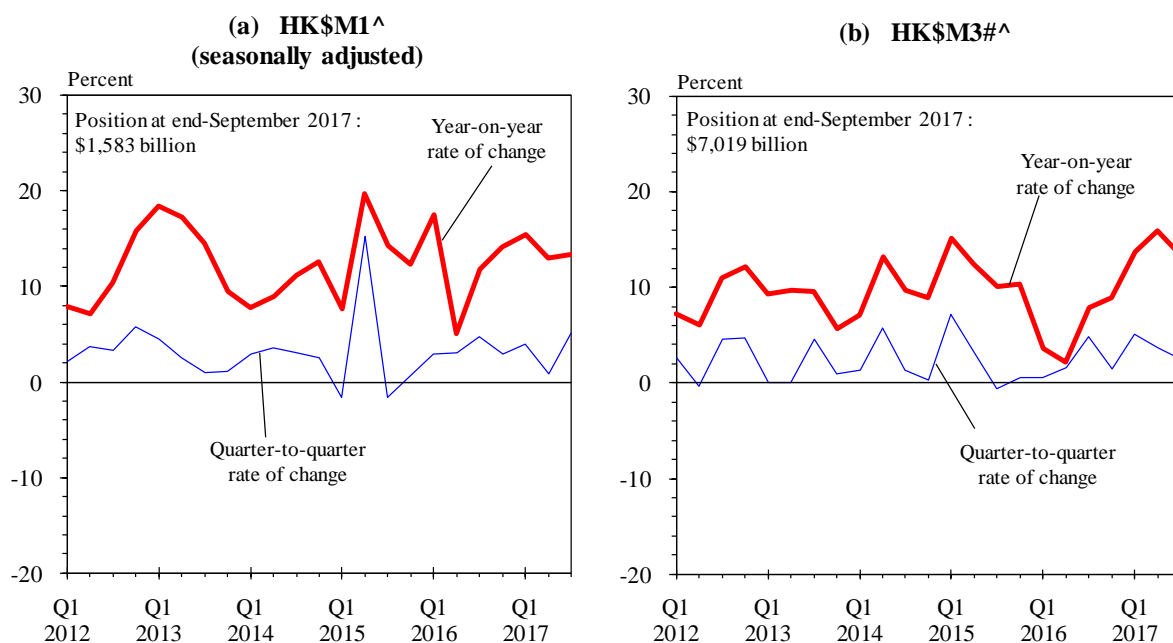 (a) HK$M1^
(seasonally adjusted)
Percent
30
20
10
0
-10
-20
Position at end-September 2017 :
$1,583 billion
Year-on-year
rate of change
Quarter-to-quarter
rate of change
Q1 Q1 Q1 Q1 Q1 Q1
2012 2013 2014 2015 2016 2017
(b) HK$M3#^
Percent
30
20
10
0
-10
-20
Position at end-September 2017 :
$7,019 billion
Year-on-year
rate of change
Quarter-to-quarter
rate of change
Q1 Q1 Q1 Q1 Q1 Q1
2012 2013 2014 2015 2016 2017